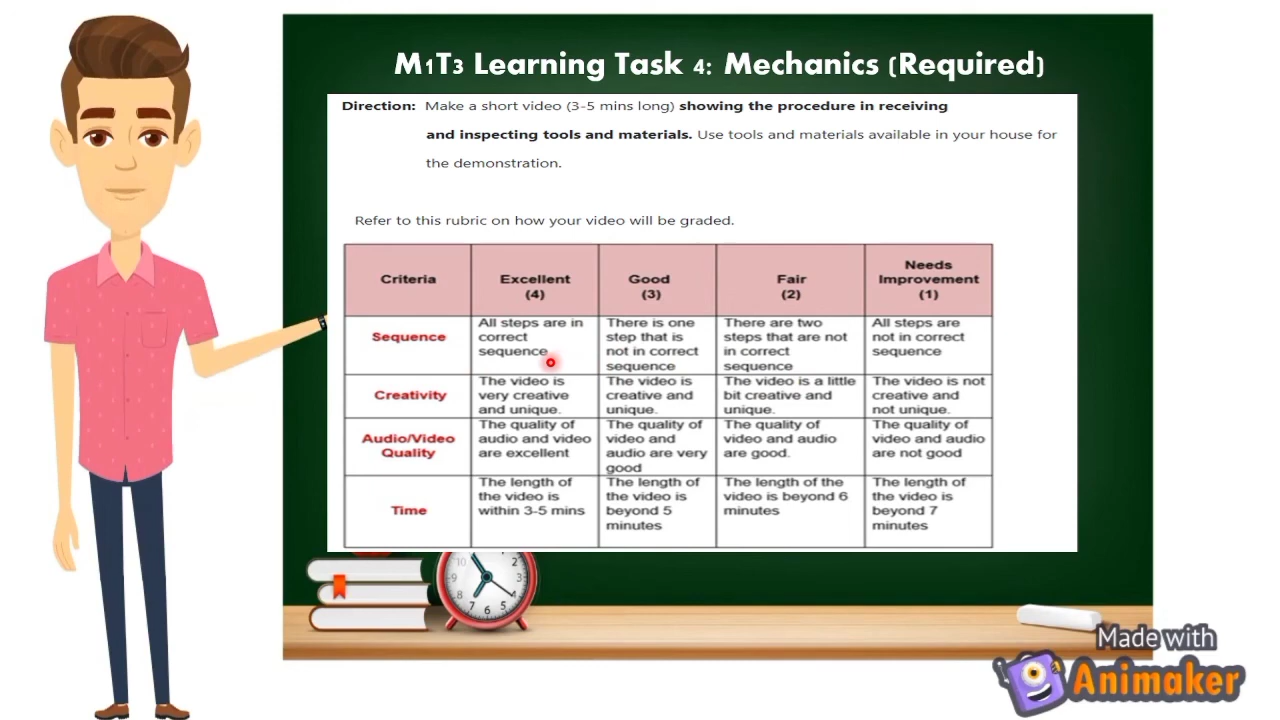 M1T3 Learning Task 4: Mechanics (Required)
Direction: Make a short video (3-5 mins long) showing the procedure in receiving
and inspecting tools and materials. Use tools and materials available in your house for
the demonstration.
Refer to this rubric on how your video will be graded.
Criteria
Excellent
(4)
Good
(3)
Fair
(2)
Needs
Improvement
(1)
Sequence
All steps are in
correct
sequence
There is one
step that is
not in correct
sequence
There are two
steps that are not
in correct
sequence
All steps are
not in correct
sequence
Creativity
The video is
very creative
and unique.
The video is
creative and
unique.
The video is a little
bit creative and
unique.
The video is not
creative and
not unique.
Audio/Video
Quality
The quality of
audio and video
are excellent
The quality of
video and
audio are very
good
The quality of
video and audio
are good.
The quality of
video and audio
are not good
Time
The length of
the video is
within 3-5 mins
The length of
the video is
beyond 5
minutes
The length of the
video is beyond 6
minutes
The length of
the video is
beyond 7
minutes
10
2
9
3
8
4
7
6
5
Made with
Animaker